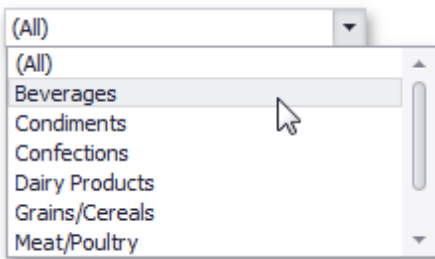 (All)
(All)
Beverages
Condiments
Confections
Dairy Products
Grains/Cereals
Meat/Poultry